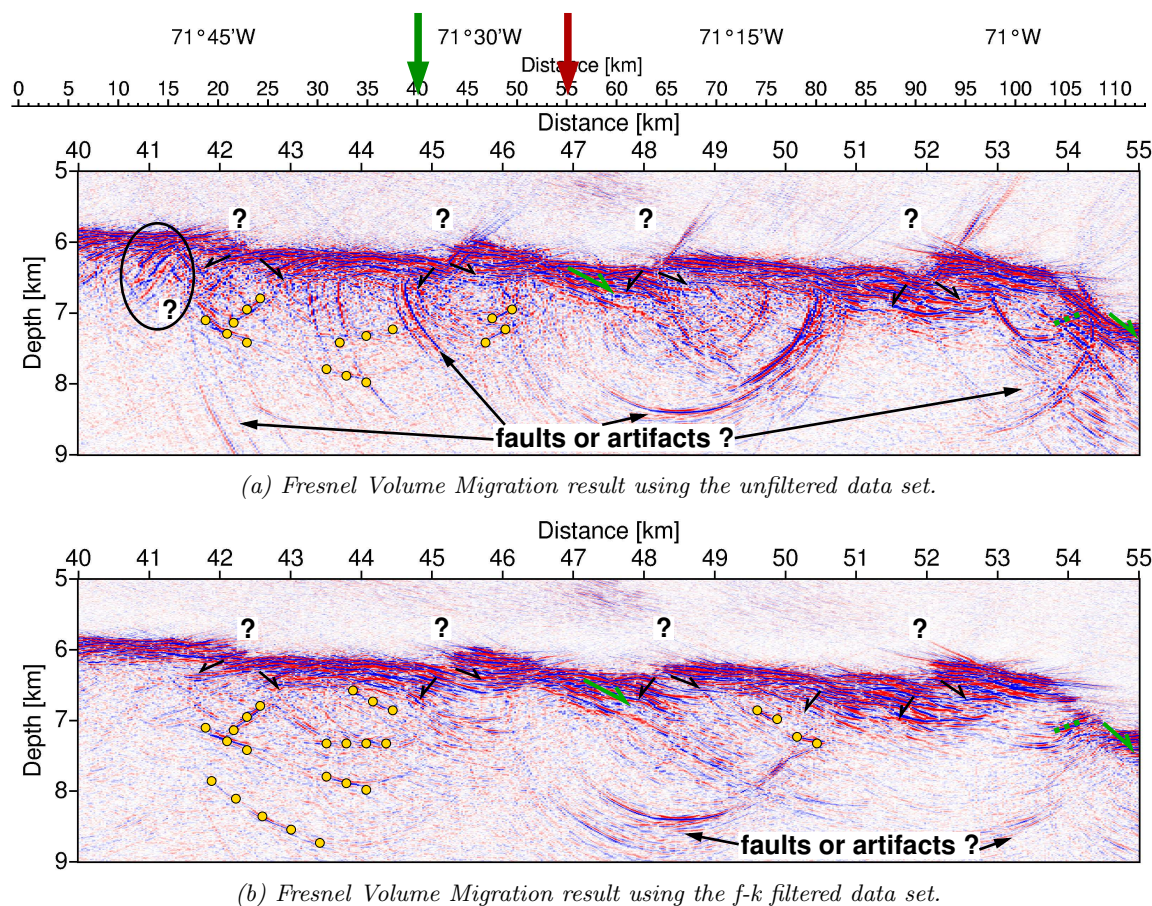 71°45'W 71°30'W 71°15'W 71°W
Distance [km]
0 5 10 15 20 25 30 35 40 45 50 55 60 65 70 75 80 85 90 95 100 105 110
Distance [km]
40 41 42 43 44 45 46 47 48 49 50 51 52 53 54 55
5
? ? ? ?
6
Depth [km]
7
?
8
faults or artifacts ?
9
(a) Fresnel Volume Migration result using the unfiltered data set.
Distance [km]
40 41 42 43 44 45 46 47 48 49 50 51 52 53 54 55
5
? ? ? ?
6
Depth [km]
7
8
faults or artifacts ?
9
(b) Fresnel Volume Migration result using the f-k filtered data set.